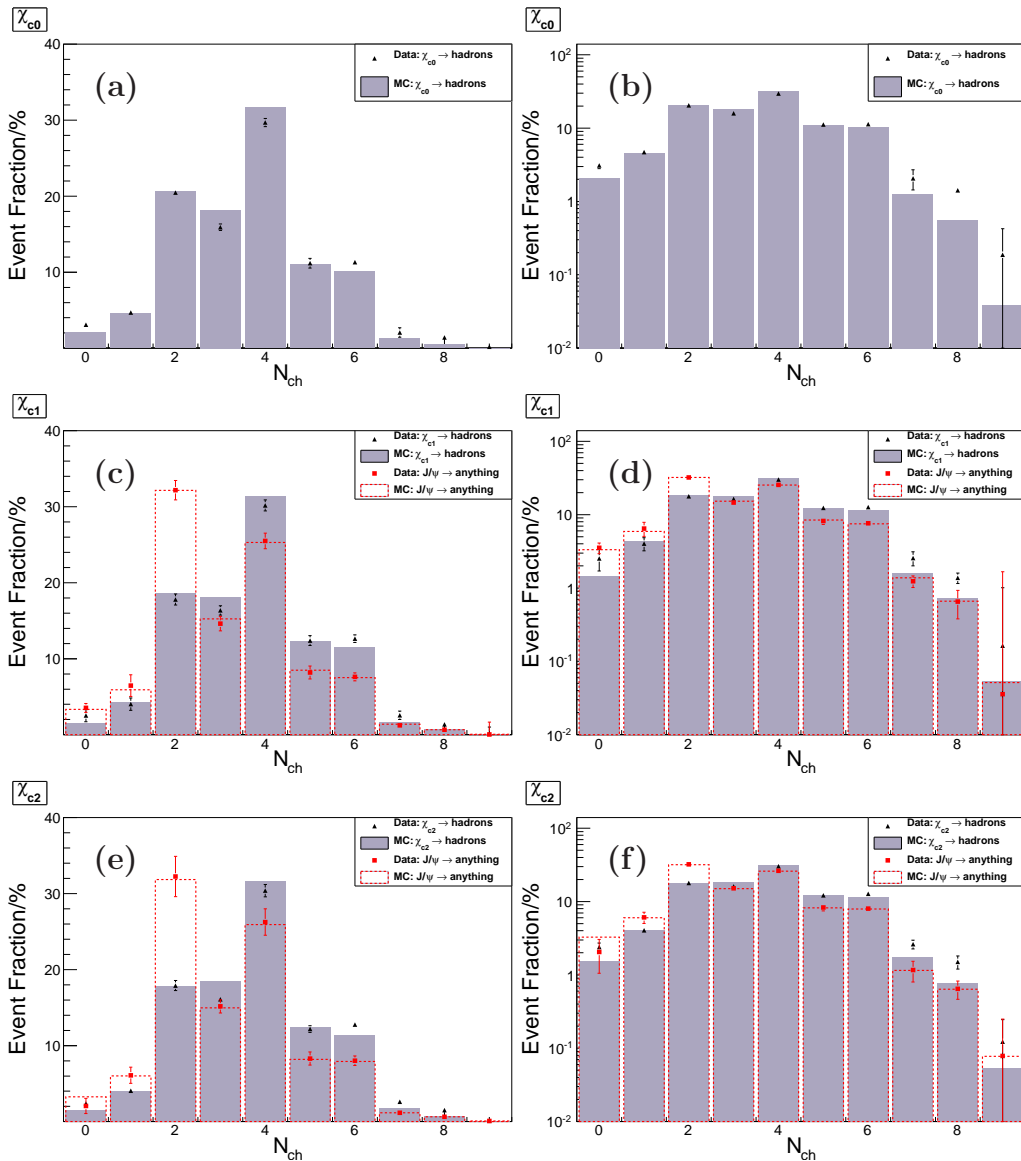 χc0
40
30
20
10
Event Fraction/%
(a)
Data: χc0 → hadrons
MC: χc0 → hadrons
0 2 4 6 8
Nch
χc0
10²
10
1
10⁻¹
10⁻²
Event Fraction/%
(b)
Data: χc0 → hadrons
MC: χc0 → hadrons
0 2 4 6 8
Nch
χc1
40
30
20
10
Event Fraction/%
(c)
Data: χc1 → hadrons
MC: χc1 → hadrons
Data: J/ψ → anything
MC: J/ψ → anything
0 2 4 6 8
Nch
χc1
10²
10
1
10⁻¹
10⁻²
Event Fraction/%
(d)
Data: χc1 → hadrons
MC: χc1 → hadrons
Data: J/ψ → anything
MC: J/ψ → anything
0 2 4 6 8
Nch
χc2
40
30
20
10
Event Fraction/%
(e)
Data: χc2 → hadrons
MC: χc2 → hadrons
Data: J/ψ → anything
MC: J/ψ → anything
0 2 4 6 8
Nch
χc2
10²
10
1
10⁻¹
10⁻²
Event Fraction/%
(f)
Data: χc2 → hadrons
MC: χc2 → hadrons
Data: J/ψ → anything
MC: J/ψ → anything
0 2 4 6 8
Nch